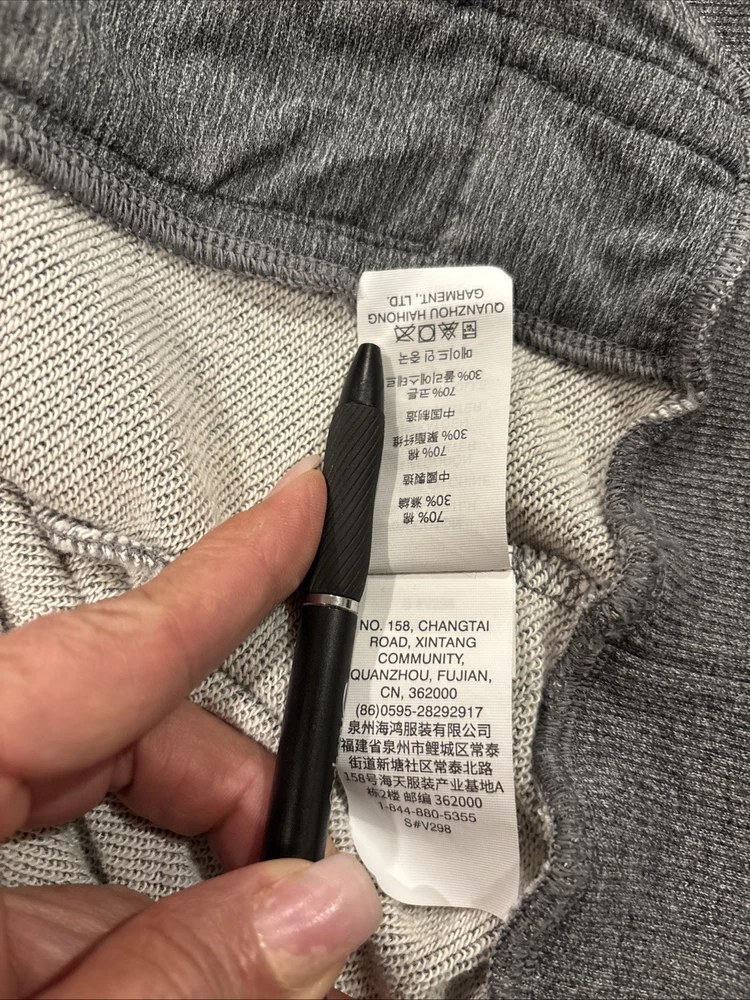 70% 棉
30% 滌綸
中國製造
70% 棉
30% 聚酯纤维
中国制造
70% 코튼
30% 폴리에스테르
메이드 인 중국
QUANZHOU HAIHONG
GARMENT, LTD.
NO. 158, CHANGTAI
ROAD, XINTANG
COMMUNITY,
QUANZHOU, FUJIAN,
CN, 362000
(86)0595-28292917
泉州海鸿服装有限公司
福建省泉州市鲤城区常泰
街道新塘社区常泰北路
158号海天服装产业基地A
栋2楼 邮编 362000
1-844-880-5355
S#V298